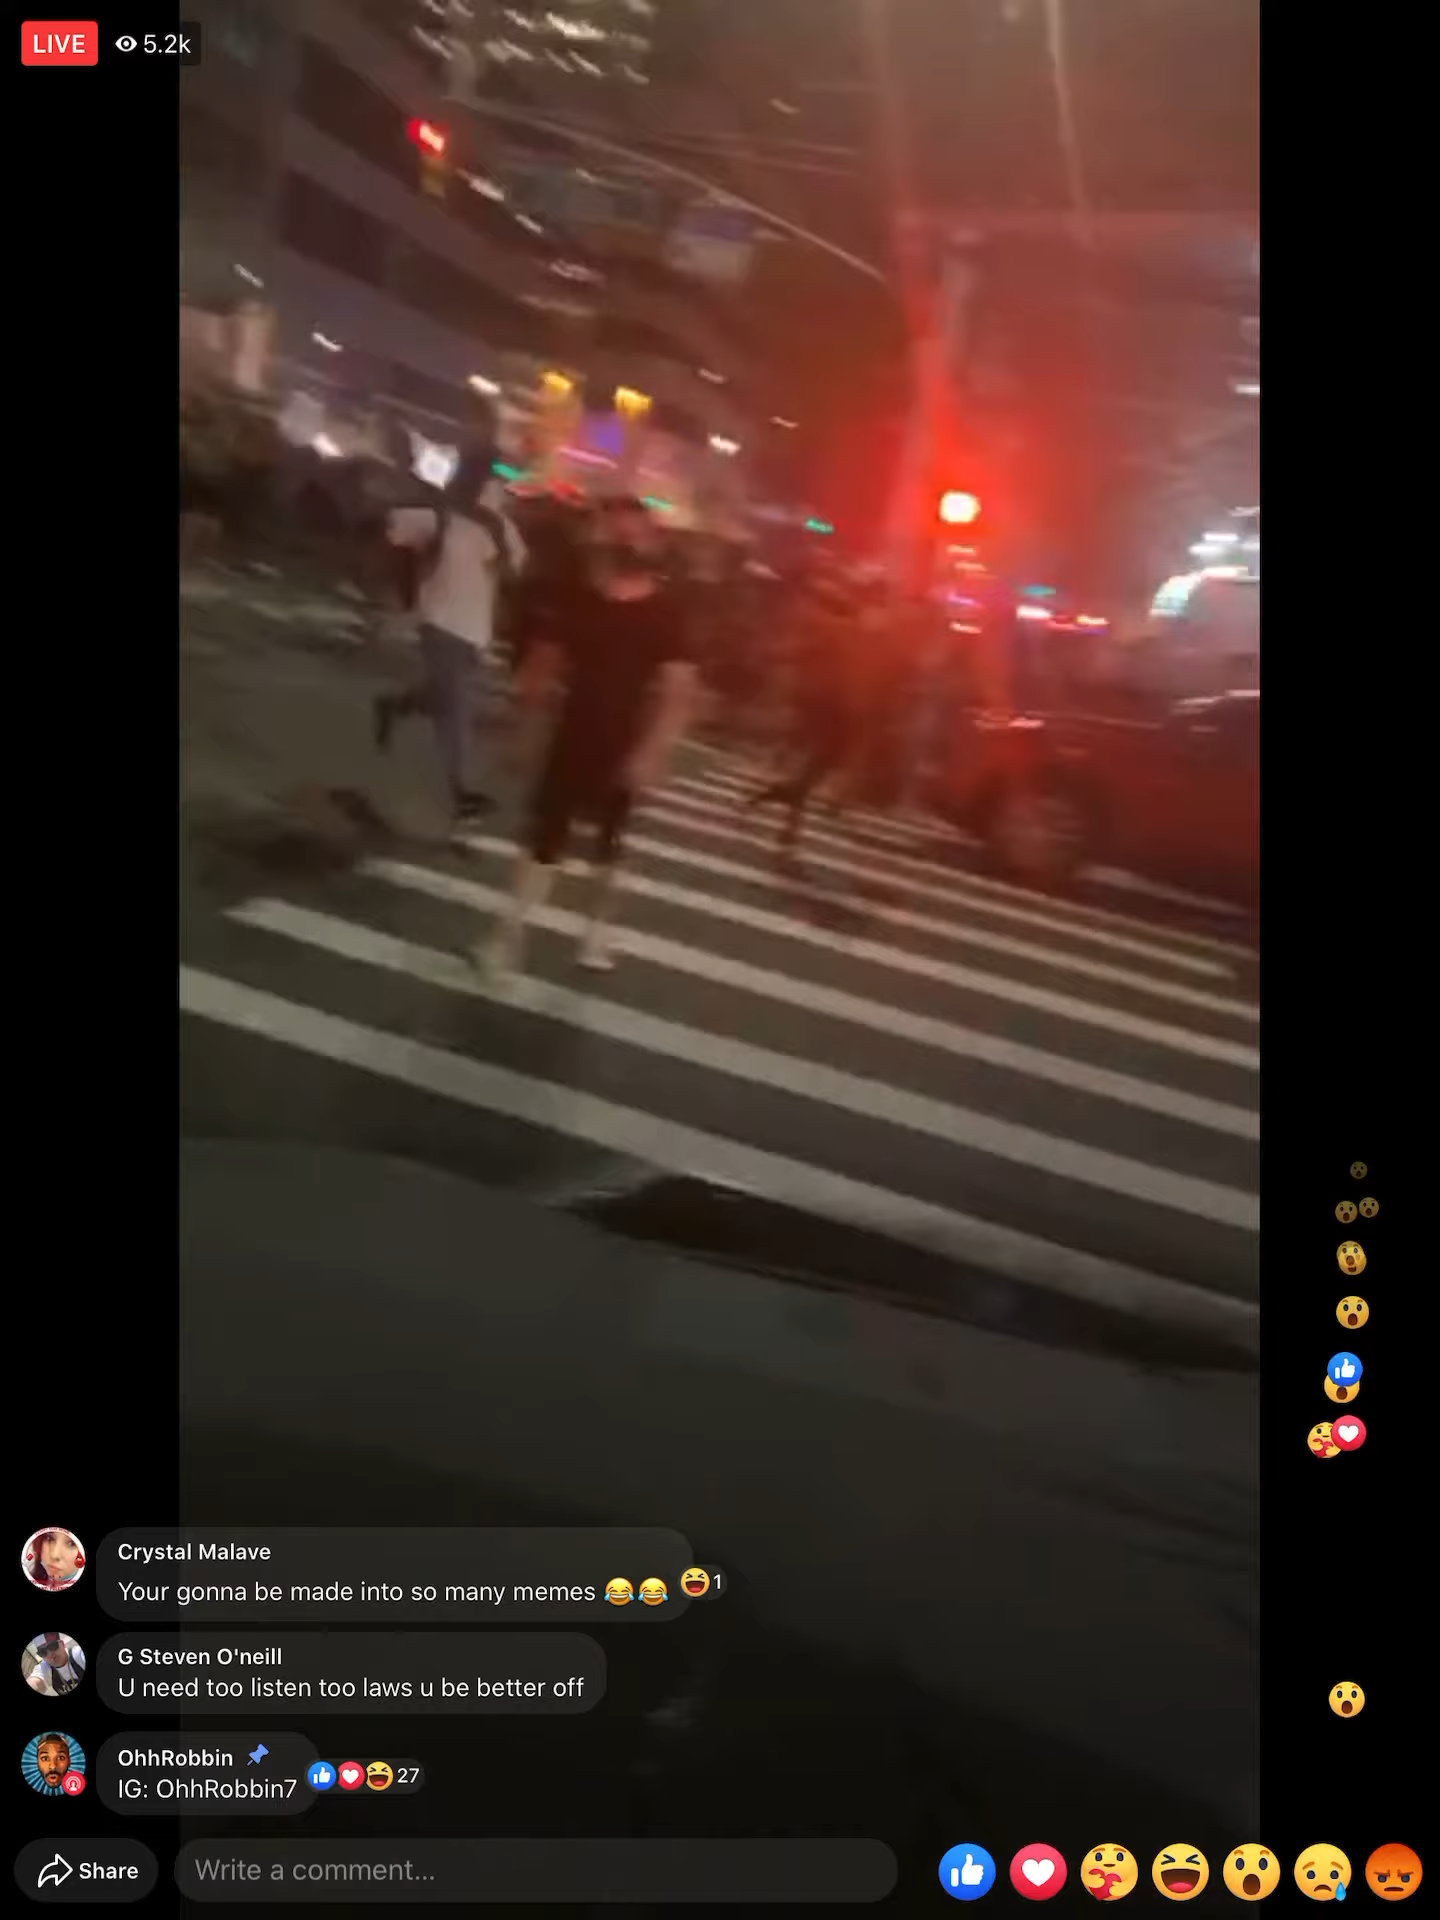 LIVE 5.2k
Crystal Malave
Your gonna be made into so many memes 😂😂
1
G Steven O'neill
U need too listen too laws u be better off
OhhRobbin
IG: OhhRobbin7
27
Share
Write a comment...